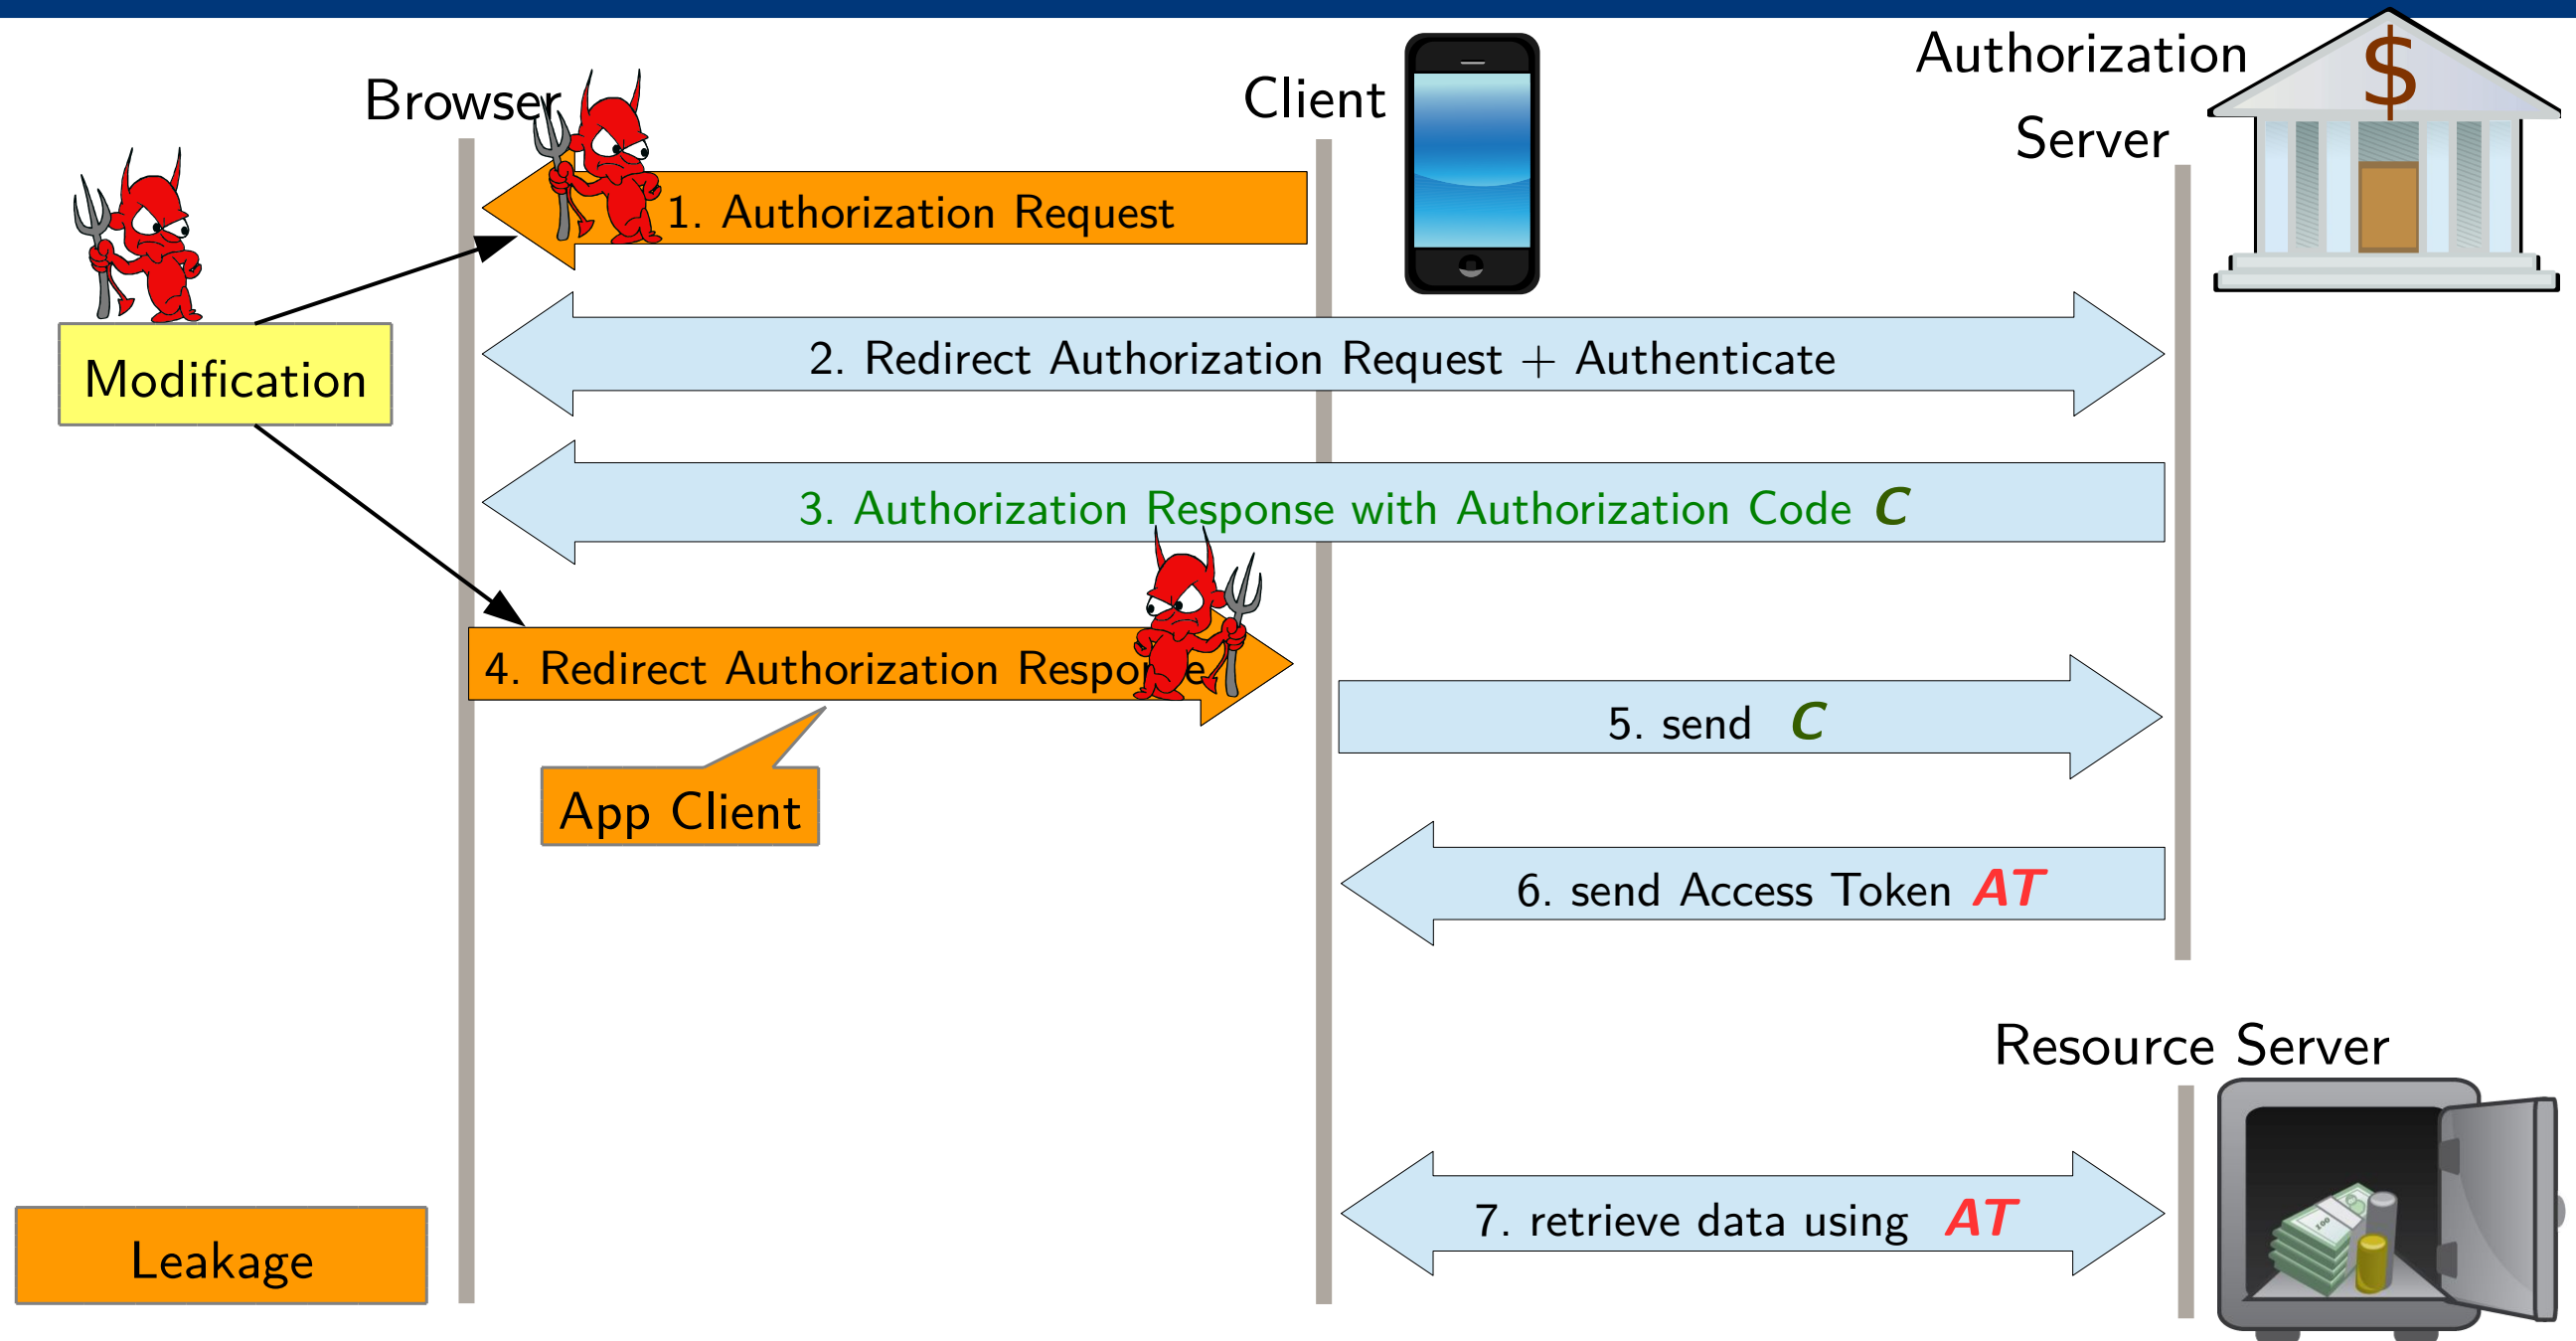 Browser
Client
Authorization
Server
$
1. Authorization Request
Modification
2. Redirect Authorization Request + Authenticate
3. Authorization Response with Authorization Code C
4. Redirect Authorization Response
5. send C
App Client
6. send Access Token AT
Resource Server
7. retrieve data using AT
Leakage
100